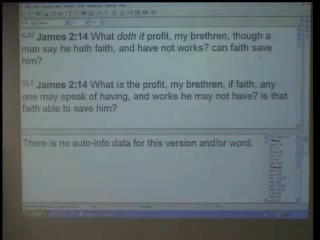 KJV James 2:14 What doth it profit, my brethren, though a
man say he hath faith, and have not works? can faith save
him?
YLT James 2:14 What is the profit, my brethren, if faith, any
one may speak of having, and works he may not have? is that
faith able to save him?
There is no auto-info data for this version and/or word.